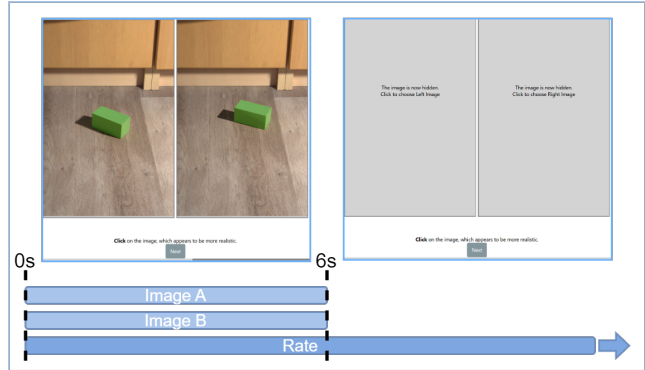 The image is now hidden.
Click to choose Left Image
The image is now hidden.
Click to choose Right Image
Click on the image, which appears to be more realistic.
Next
Click on the image, which appears to be more realistic.
Next
0s
6s
Image A
Image B
Rate